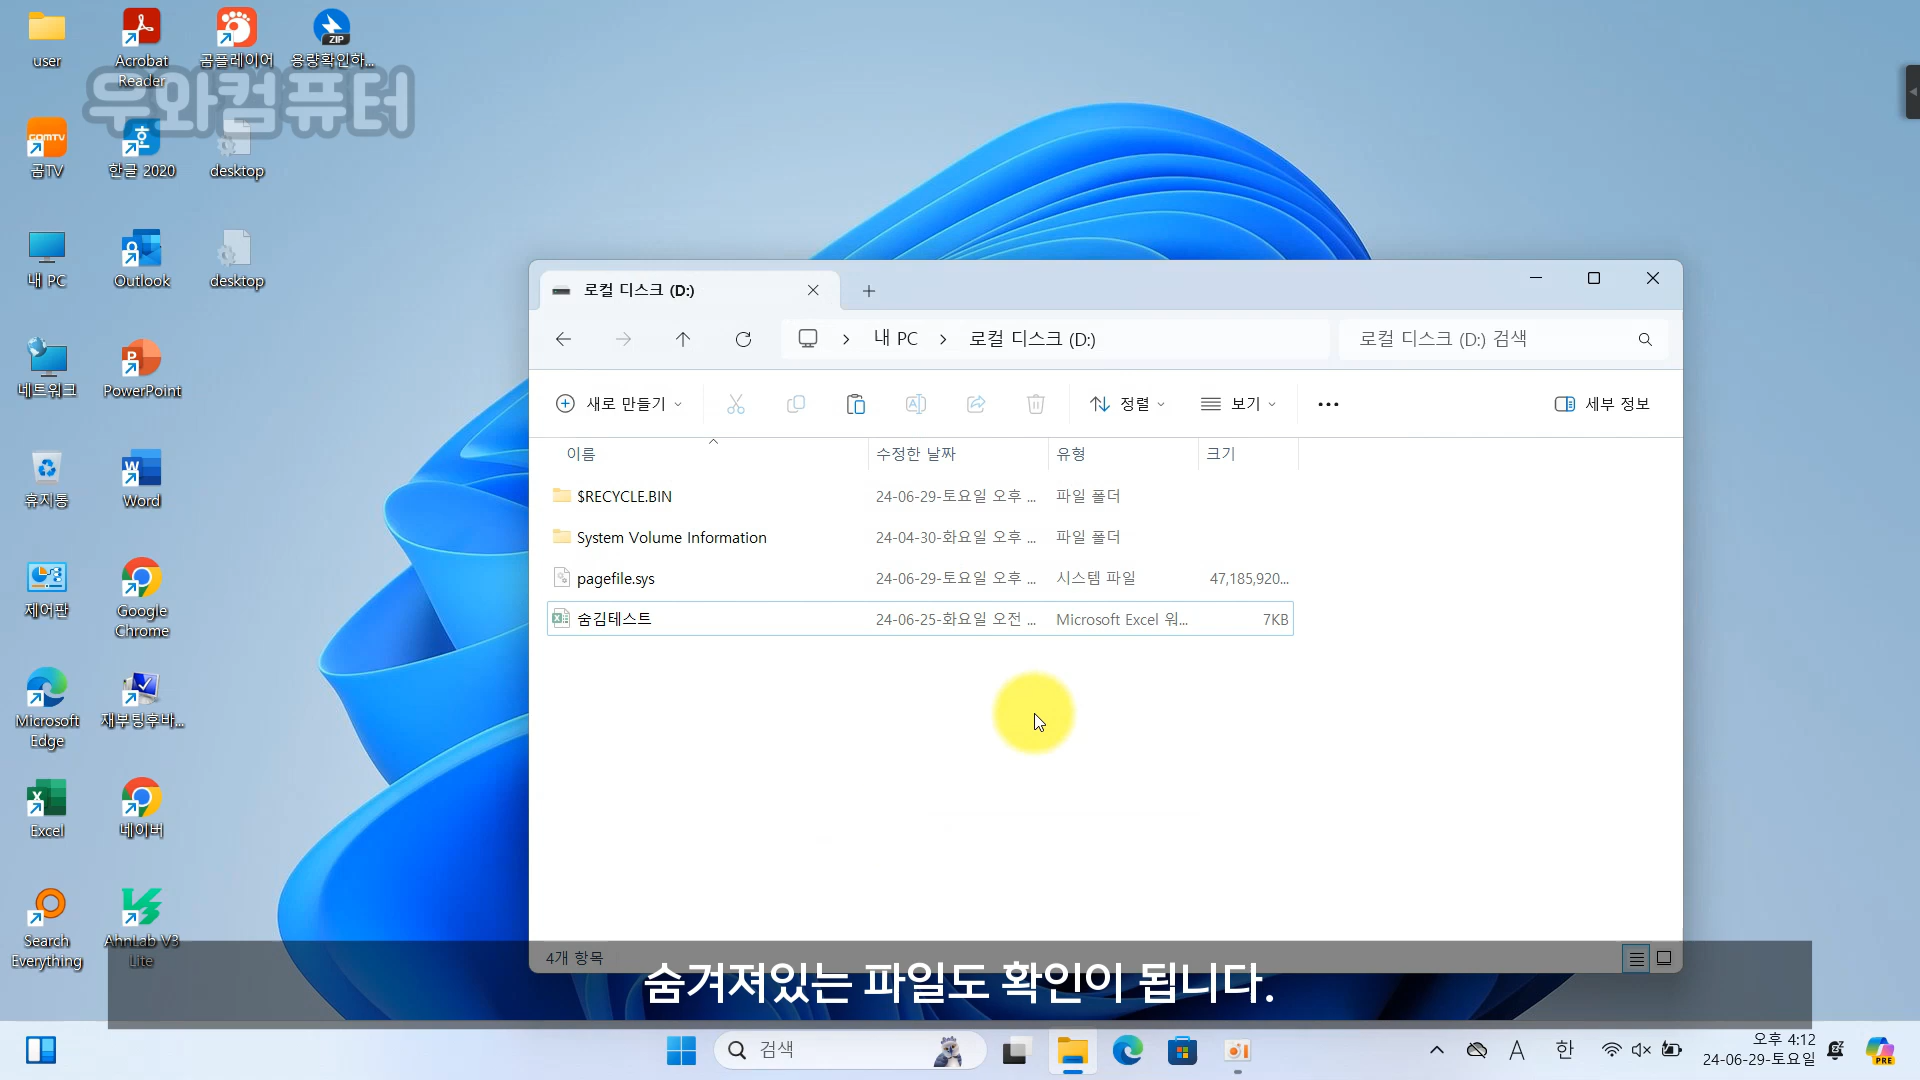 user
Acrobat
Reader
곰플레이어
용량확인하...
ZIP
우와컴퓨터
GOMTV
곰TV
한글 2020
desktop
내 PC
Outlook
desktop
네트워크
PowerPoint
휴지통
Word
제어판
Google
Chrome
Microsoft
Edge
재부팅후바...
Excel
네이버
Search
Everything
AhnLab V3
Lite
로컬 디스크 (D:)
내 PC
로컬 디스크 (D:)
로컬 디스크 (D:) 검색
새로 만들기
정렬
보기
세부 정보
이름 수정한 날짜 유형 크기
$RECYCLE.BIN 24-06-29-토요일 오후 ... 파일 폴더
System Volume Information 24-04-30-화요일 오후 ... 파일 폴더
pagefile.sys 24-06-29-토요일 오후 ... 시스템 파일 47,185,920...
숨김테스트 24-06-25-화요일 오전 ... Microsoft Excel 워... 7KB
4개 항목
숨겨져있는 파일도 확인이 됩니다.
검색
A
한
오후 4:12
24-06-29-토요일
PRE